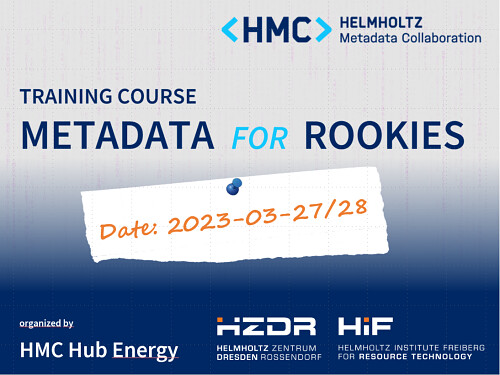 <HMC> HELMHOLTZ
Metadata Collaboration
TRAINING COURSE
METADATA FOR ROOKIES
Date: 2023-03-27/28
organized by
HMC Hub Energy
HZDR
HELMHOLTZ ZENTRUM
DRESDEN ROSSENDORF
HiF
HELMHOLTZ INSTITUTE FREIBERG
FOR RESOURCE TECHNOLOGY